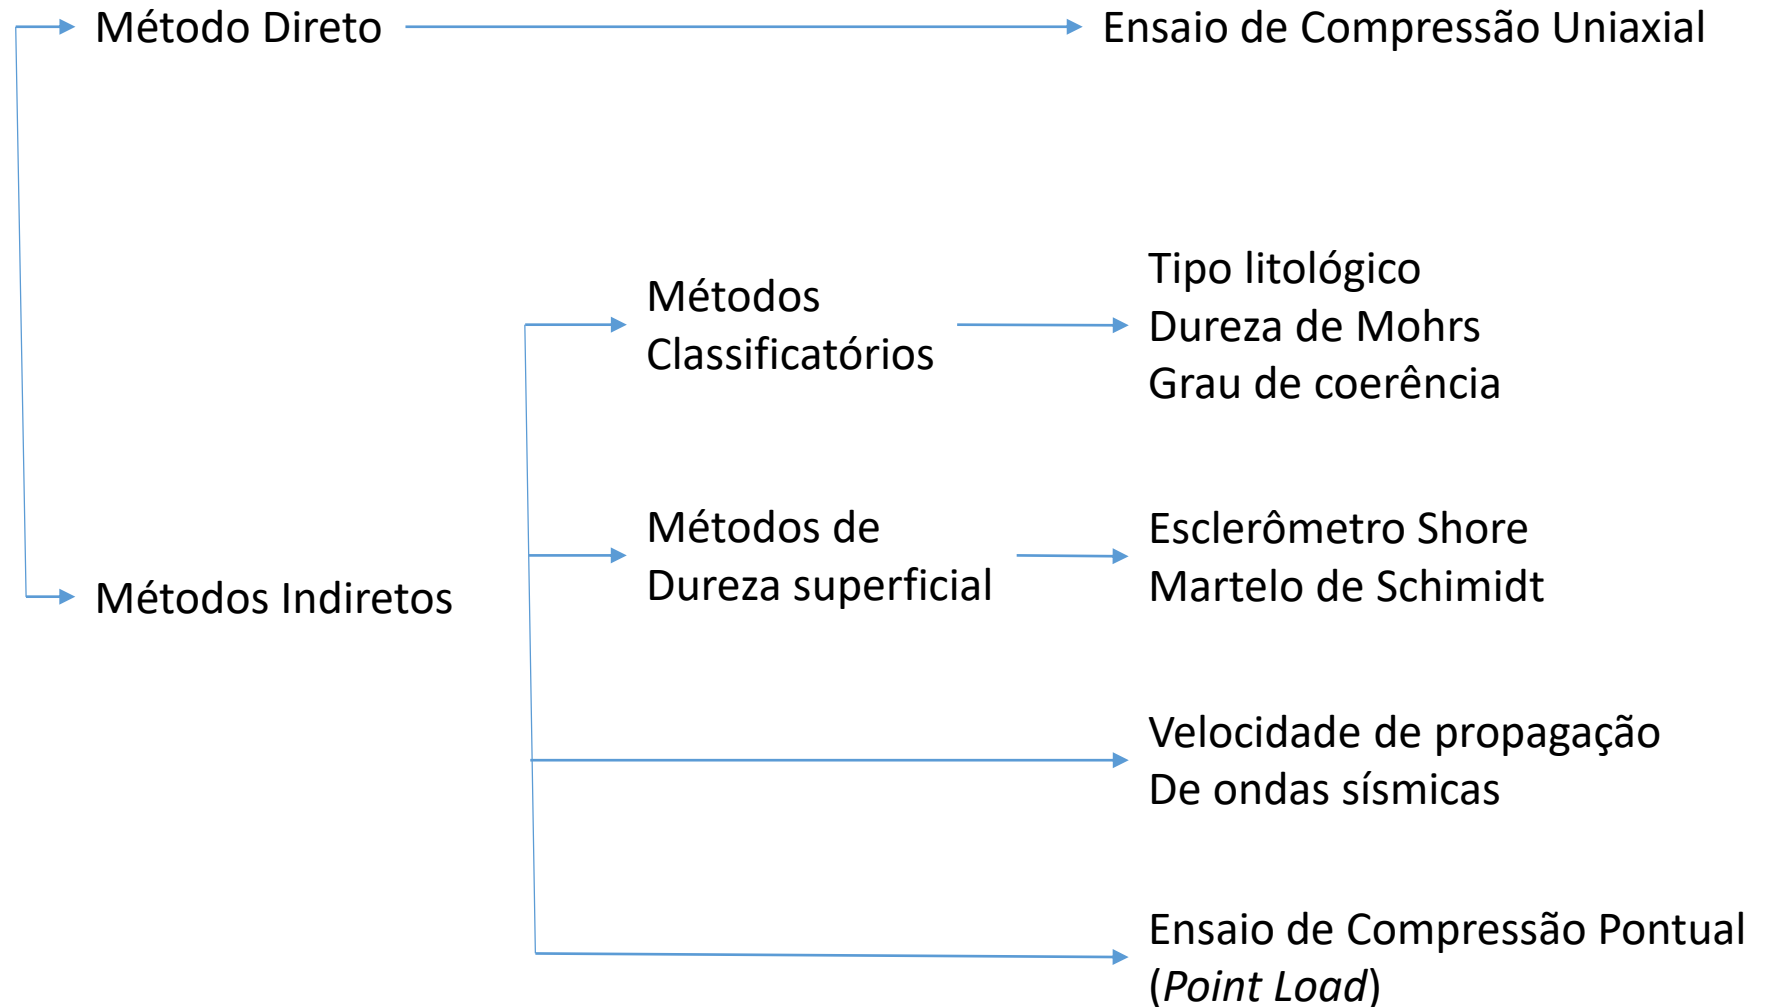 Método Direto
Ensaio de Compressão Uniaxial
Métodos Indiretos
Métodos
Classificatórios
Tipo litológico
Dureza de Mohrs
Grau de coerência
Métodos de
Dureza superficial
Esclerômetro Shore
Martelo de Schimidt
Velocidade de propagação
De ondas sísmicas
Ensaio de Compressão Pontual
(Point Load)